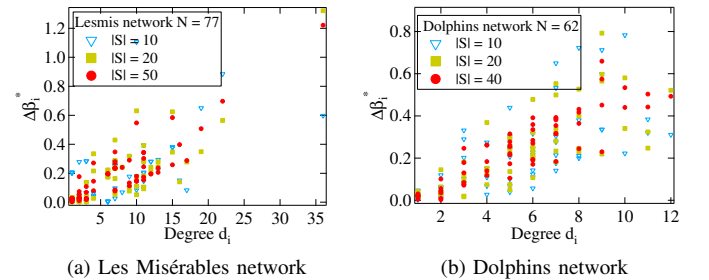 Lesmis network N = 77
|S| = 10
|S| = 20
|S| = 50
Δβi*
1.2
1.0
0.8
0.6
0.4
0.2
0.0
5 10 15 20 25 30 35
Degree di
(a) Les Misérables network
Dolphins network N = 62
|S| = 10
|S| = 20
|S| = 40
Δβi*
1.0
0.8
0.6
0.4
0.2
0.0
2 4 6 8 10 12
Degree di
(b) Dolphins network